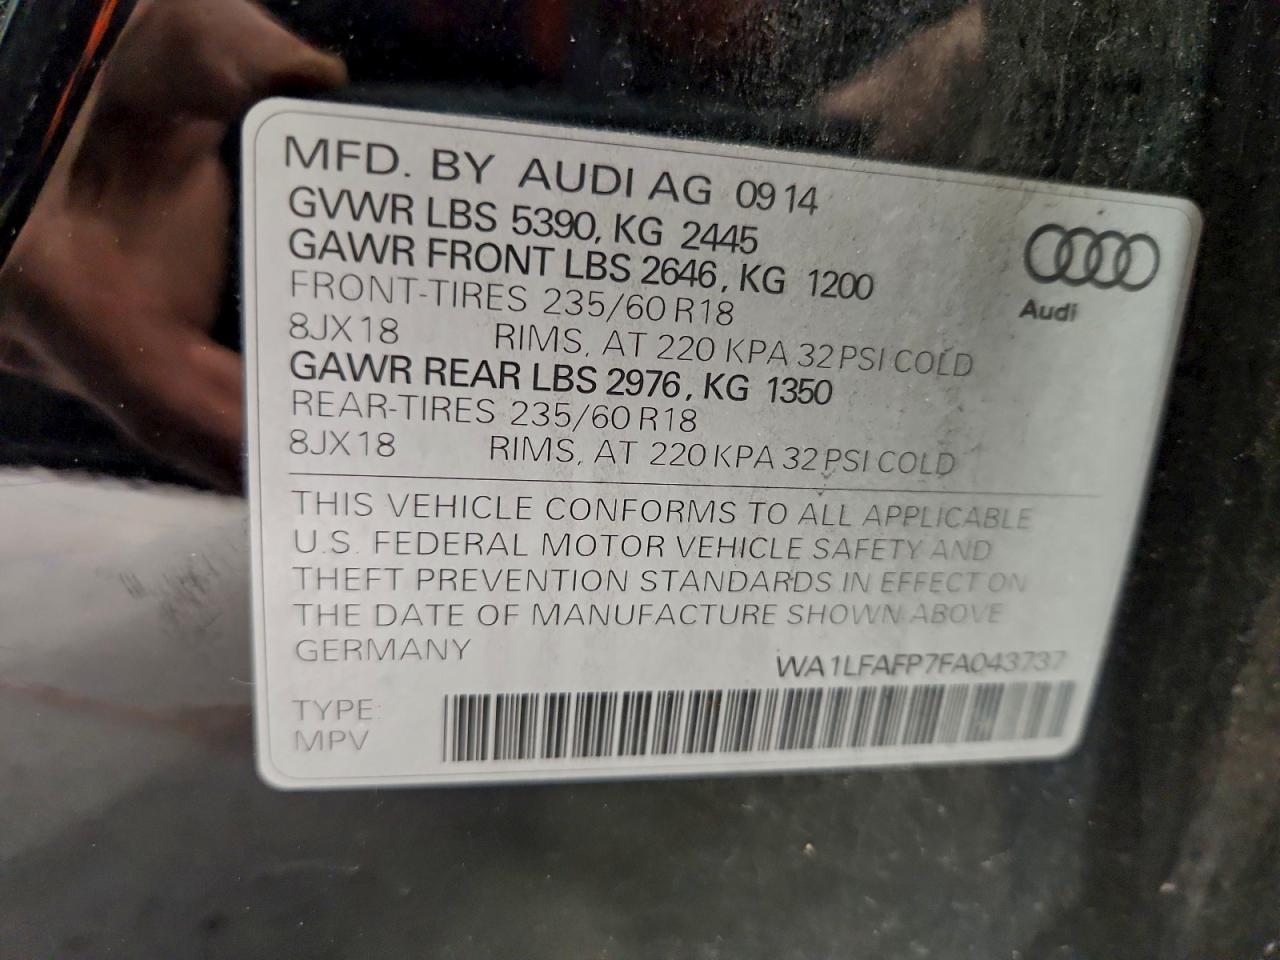 MFD. BY AUDI AG 09 14
GVWR LBS 5390, KG 2445
GAWR FRONT LBS 2646, KG 1200
FRONT-TIRES 235/60 R18
8JX18 RIMS, AT 220 KPA 32 PSI COLD
GAWR REAR LBS 2976, KG 1350
REAR-TIRES 235/60 R18
8JX18 RIMS, AT 220 KPA 32 PSI COLD
Audi
THIS VEHICLE CONFORMS TO ALL APPLICABLE
U.S. FEDERAL MOTOR VEHICLE SAFETY AND
THEFT PREVENTION STANDARDS IN EFFECT ON
THE DATE OF MANUFACTURE SHOWN ABOVE
GERMANY
WA1LFAFP7FA043737
TYPE:
MPV